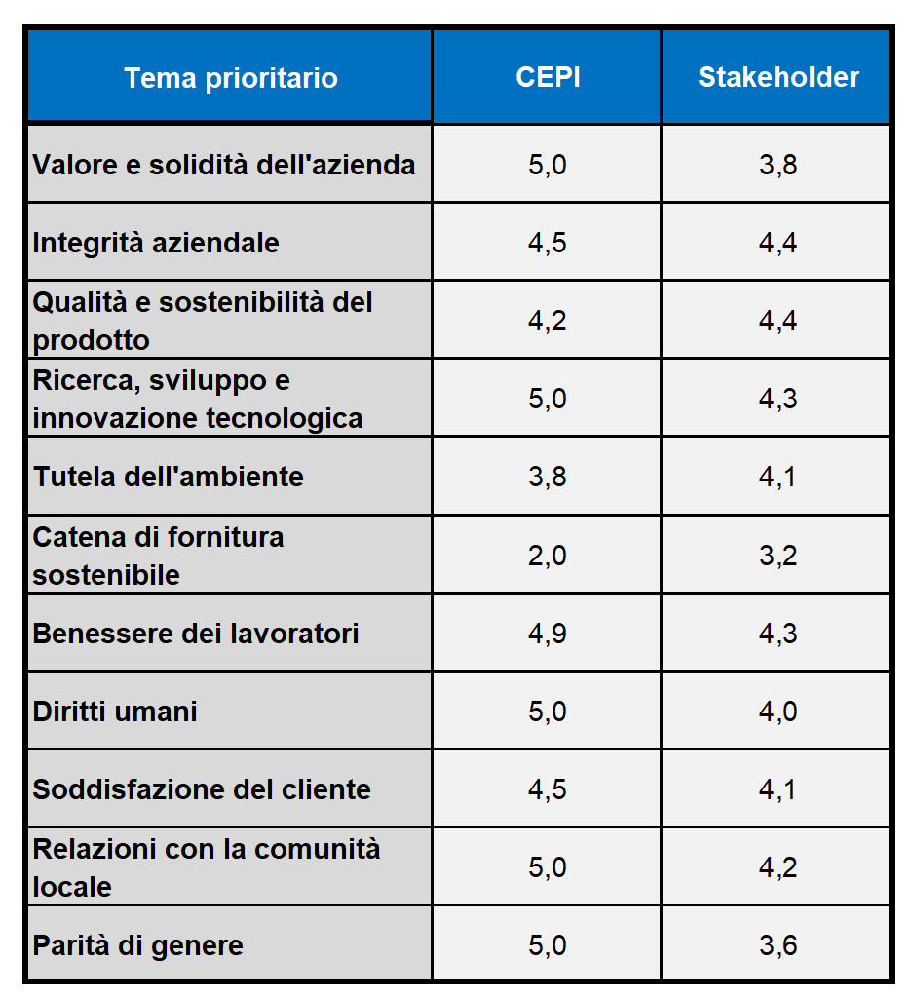 Tema prioritario CEPI Stakeholder
Valore e solidità dell'azienda 5,0 3,8
Integrità aziendale 4,5 4,4
Qualità e sostenibilità del
prodotto 4,2 4,4
Ricerca, sviluppo e
innovazione tecnologica 5,0 4,3
Tutela dell'ambiente 3,8 4,1
Catena di fornitura
sostenibile 2,0 3,2
Benessere dei lavoratori 4,9 4,3
Diritti umani 5,0 4,0
Soddisfazione del cliente 4,5 4,1
Relazioni con la comunità
locale 5,0 4,2
Parità di genere 5,0 3,6